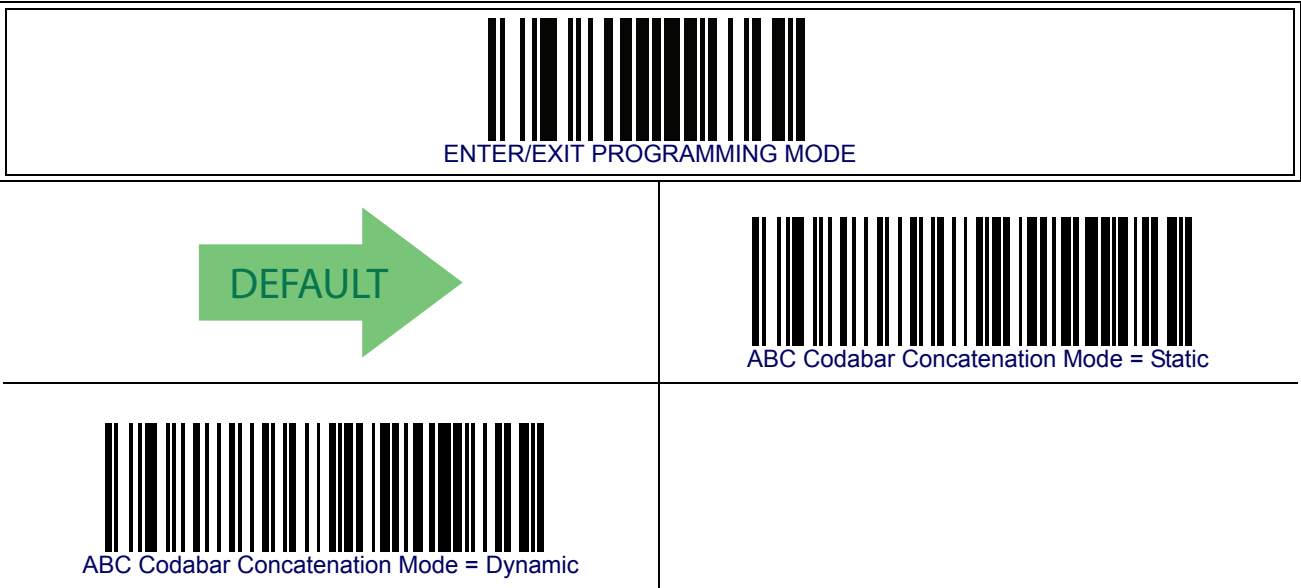 ENTER/EXIT PROGRAMMING MODE
DEFAULT
ABC Codabar Concatenation Mode = Static
ABC Codabar Concatenation Mode = Dynamic